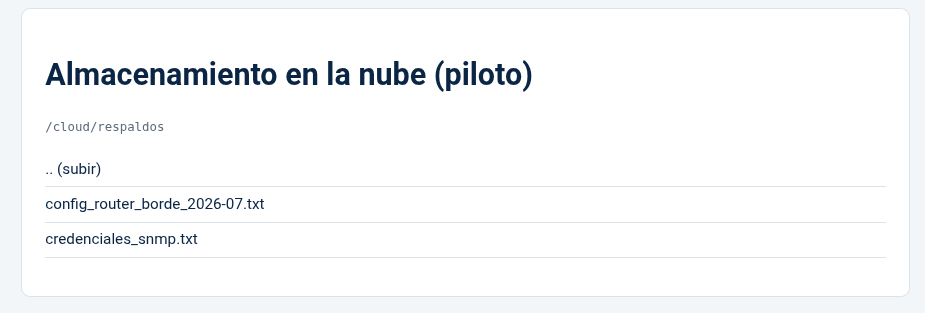 Almacenamiento en la nube (piloto)
/cloud/respaldos
.. (subir)
config_router_borde_2026-07.txt
credenciales_snmp.txt